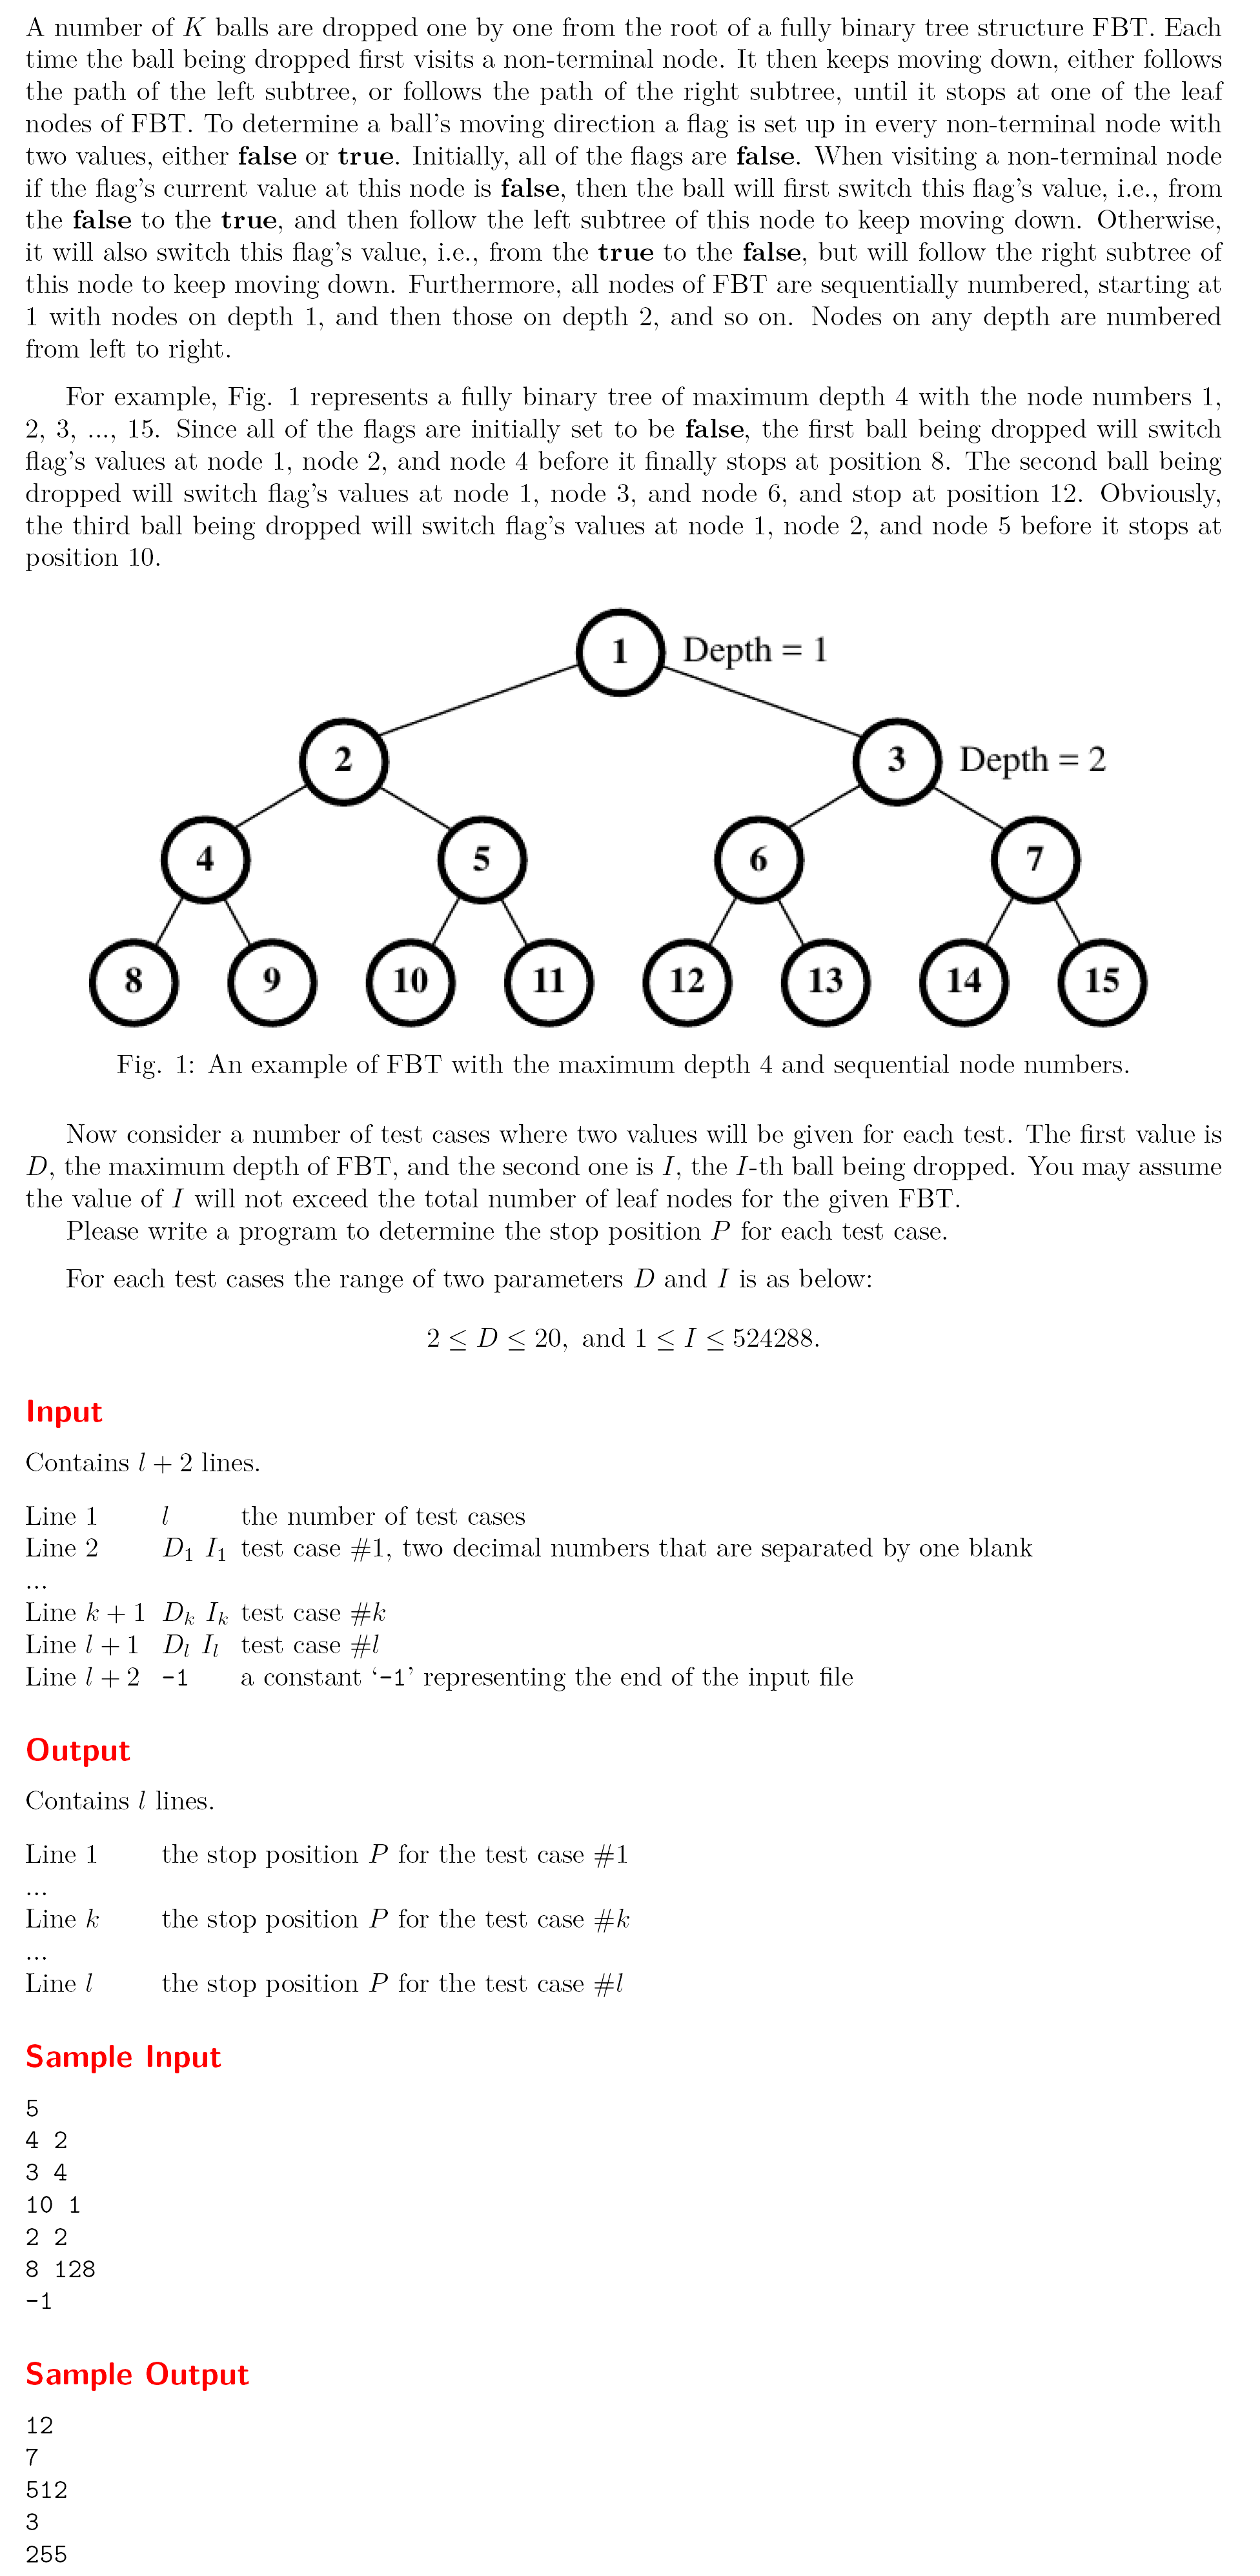 A number of K balls are dropped one by one from the root of a fully binary tree structure FBT. Each
time the ball being dropped first visits a non-terminal node. It then keeps moving down, either follows
the path of the left subtree, or follows the path of the right subtree, until it stops at one of the leaf
nodes of FBT. To determine a ball's moving direction a flag is set up in every non-terminal node with
two values, either false or true. Initially, all of the flags are false. When visiting a non-terminal node
if the flag's current value at this node is false, then the ball will first switch this flag's value, i.e., from
the false to the true, and then follow the left subtree of this node to keep moving down. Otherwise,
it will also switch this flag's value, i.e., from the true to the false, but will follow the right subtree of
this node to keep moving down. Furthermore, all nodes of FBT are sequentially numbered, starting at
1 with nodes on depth 1, and then those on depth 2, and so on. Nodes on any depth are numbered
from left to right.
For example, Fig. 1 represents a fully binary tree of maximum depth 4 with the node numbers 1,
2, 3, ..., 15. Since all of the flags are initially set to be false, the first ball being dropped will switch
flag's values at node 1, node 2, and node 4 before it finally stops at position 8. The second ball being
dropped will switch flag's values at node 1, node 3, and node 6, and stop at position 12. Obviously,
the third ball being dropped will switch flag's values at node 1, node 2, and node 5 before it stops at
position 10.
1 Depth = 1
2 3 Depth = 2
4 5 6 7
8 9 10 11 12 13 14 15
Fig. 1: An example of FBT with the maximum depth 4 and sequential node numbers.
Now consider a number of test cases where two values will be given for each test. The first value is
D, the maximum depth of FBT, and the second one is I, the I-th ball being dropped. You may assume
the value of I will not exceed the total number of leaf nodes for the given FBT.
Please write a program to determine the stop position P for each test case.
For each test cases the range of two parameters D and I is as below:
2 ≤ D ≤ 20, and 1 ≤ I ≤ 524288.
Input
Contains l + 2 lines.
Line 1 l the number of test cases
Line 2 D₁ I₁ test case #1, two decimal numbers that are separated by one blank
...
Line k + 1 Dₖ Iₖ test case #k
Line l + 1 Dₗ Iₗ test case #l
Line l + 2 -1 a constant ‘-1’ representing the end of the input file
Output
Contains l lines.
Line 1 the stop position P for the test case #1
...
Line k the stop position P for the test case #k
...
Line l the stop position P for the test case #l
Sample Input
5
4 2
3 4
10 1
2 2
8 128
-1
Sample Output
12
7
512
3
255